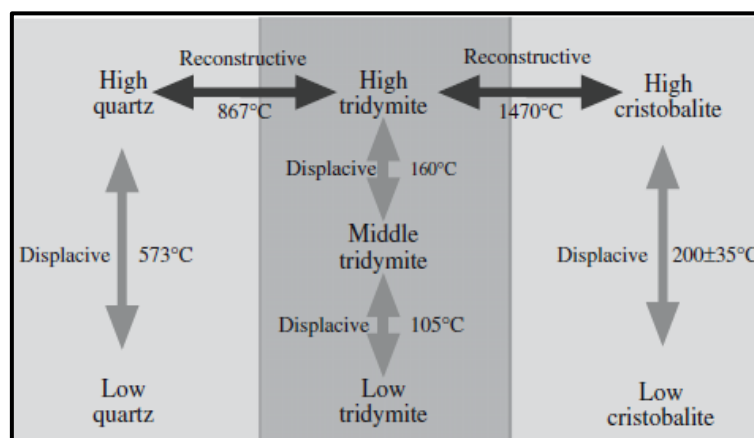 Reconstructive
Reconstructive
High
quartz
High
tridymite
High
cristobalite
867°C
1470°C
Displacive
160°C
Displacive
573°C
Middle
tridymite
Displacive
200±35°C
Displacive
105°C
Low
quartz
Low
tridymite
Low
cristobalite